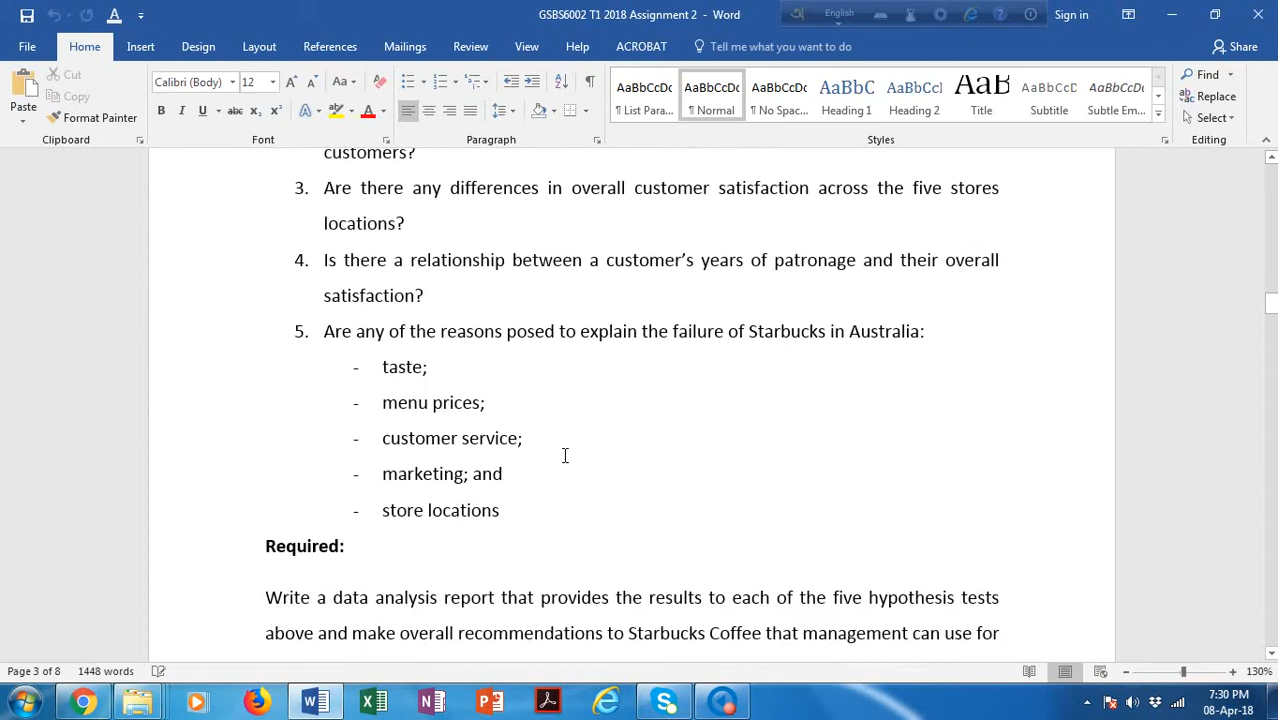 GSBS6002 T1 2018 Assignment 2 - Word
English
Sign in
File Home Insert Design Layout References Mailings Review View Help ACROBAT Tell me what you want to do Share
Paste
Cut
Copy
Format Painter
Clipboard
Calibri (Body) 12
Font
Paragraph
AaBbCcDc ¶ List Para...
AaBbCcDc ¶ Normal
AaBbCcDc ¶ No Spac...
AaBbC Heading 1
AaBbCcI Heading 2
AaB Title
AaBbCcD Subtitle
AaBbCcDc Subtle Em...
Styles
Find
Replace
Select
Editing
customers?
3. Are there any differences in overall customer satisfaction across the five stores
locations?
4. Is there a relationship between a customer’s years of patronage and their overall
satisfaction?
5. Are any of the reasons posed to explain the failure of Starbucks in Australia:
- taste;
- menu prices;
- customer service;
- marketing; and
- store locations
Required:
Write a data analysis report that provides the results to each of the five hypothesis tests
above and make overall recommendations to Starbucks Coffee that management can use for
Page 3 of 8 1448 words 130%
7:30 PM
08-Apr-18